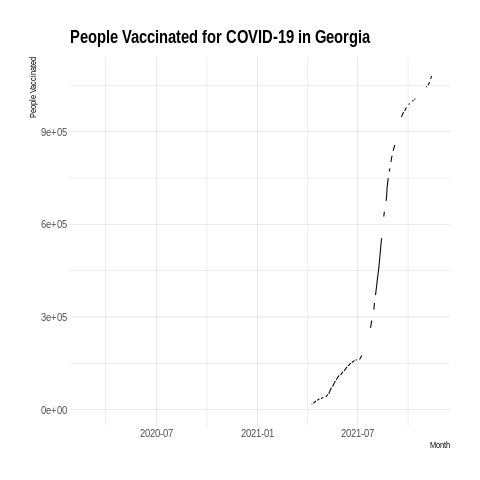 People Vaccinated for COVID-19 in Georgia
People Vaccinated
9e+05
6e+05
3e+05
0e+00
2020-07 2021-01 2021-07
Month